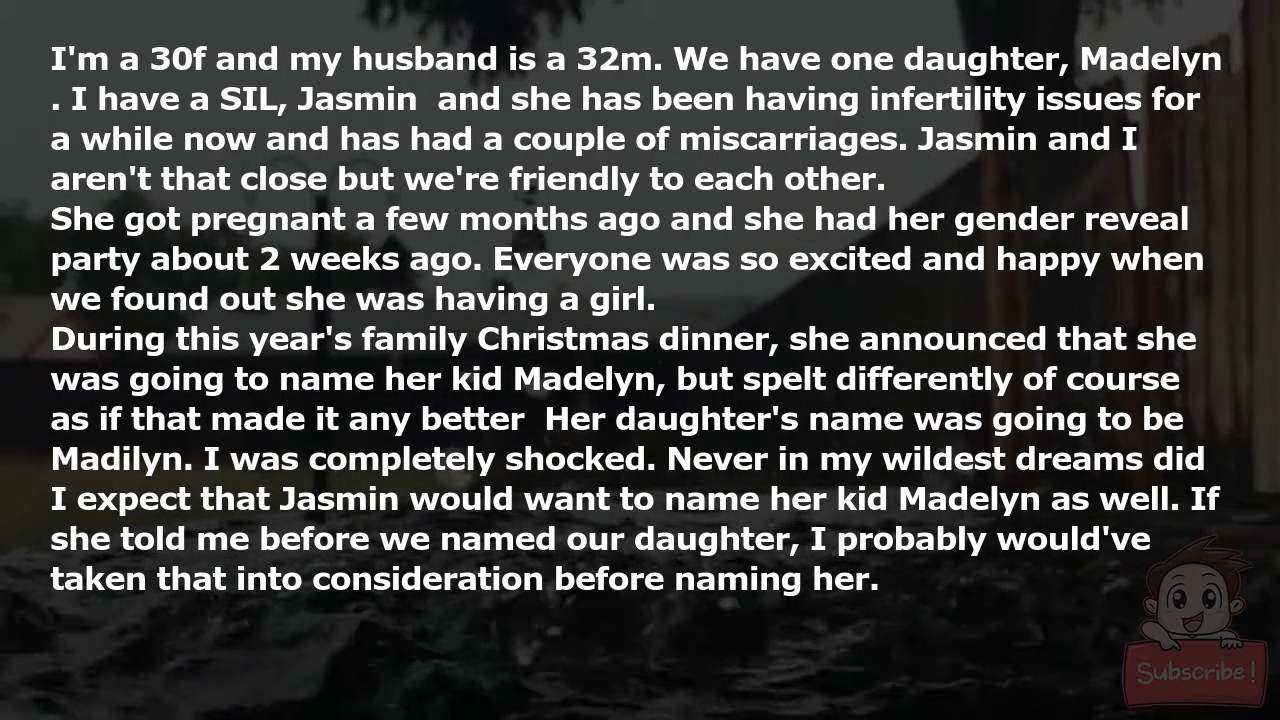 I'm a 30f and my husband is a 32m. We have one daughter, Madelyn
. I have a SIL, Jasmin  and she has been having infertility issues for
a while now and has had a couple of miscarriages. Jasmin and I
aren't that close but we're friendly to each other.
She got pregnant a few months ago and she had her gender reveal
party about 2 weeks ago. Everyone was so excited and happy when
we found out she was having a girl.
During this year's family Christmas dinner, she announced that she
was going to name her kid Madelyn, but spelt differently of course
as if that made it any better  Her daughter's name was going to be
Madilyn. I was completely shocked. Never in my wildest dreams did
I expect that Jasmin would want to name her kid Madelyn as well. If
she told me before we named our daughter, I probably would've
taken that into consideration before naming her.
Subscribe!